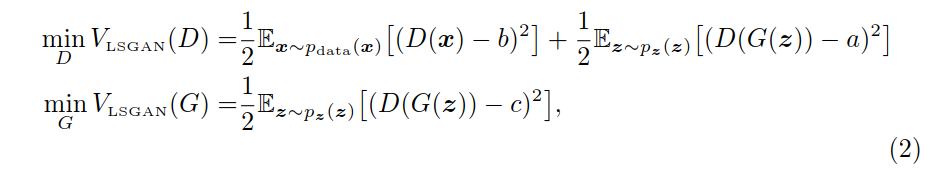 min_D V_LSGAN(D) = 1/2 𝔼_{x∼p_data(x)}[(D(x) − b)²] + 1/2 𝔼_{z∼p_z(z)}[(D(G(z)) − a)²]
min_G V_LSGAN(G) = 1/2 𝔼_{z∼p_z(z)}[(D(G(z)) − c)²],
(2)